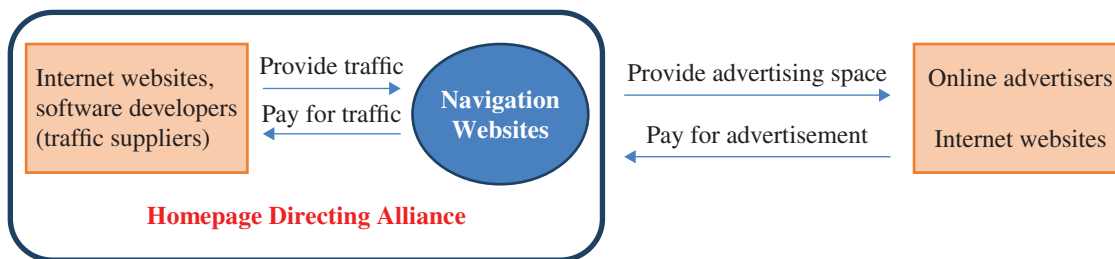 Internet websites,
software developers
(traffic suppliers)
Provide traffic
Pay for traffic
Navigation
Websites
Homepage Directing Alliance
Provide advertising space
Pay for advertisement
Online advertisers
Internet websites